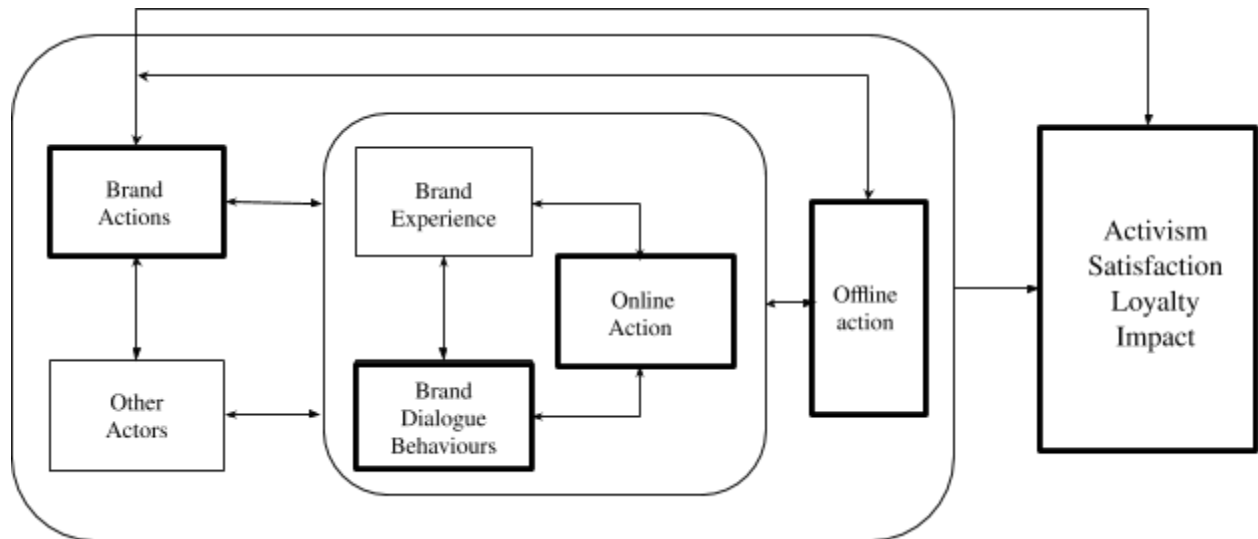 Brand
Actions
Other
Actors
Brand
Experience
Brand
Dialogue
Behaviours
Online
Action
Offline
action
Activism
Satisfaction
Loyalty
Impact